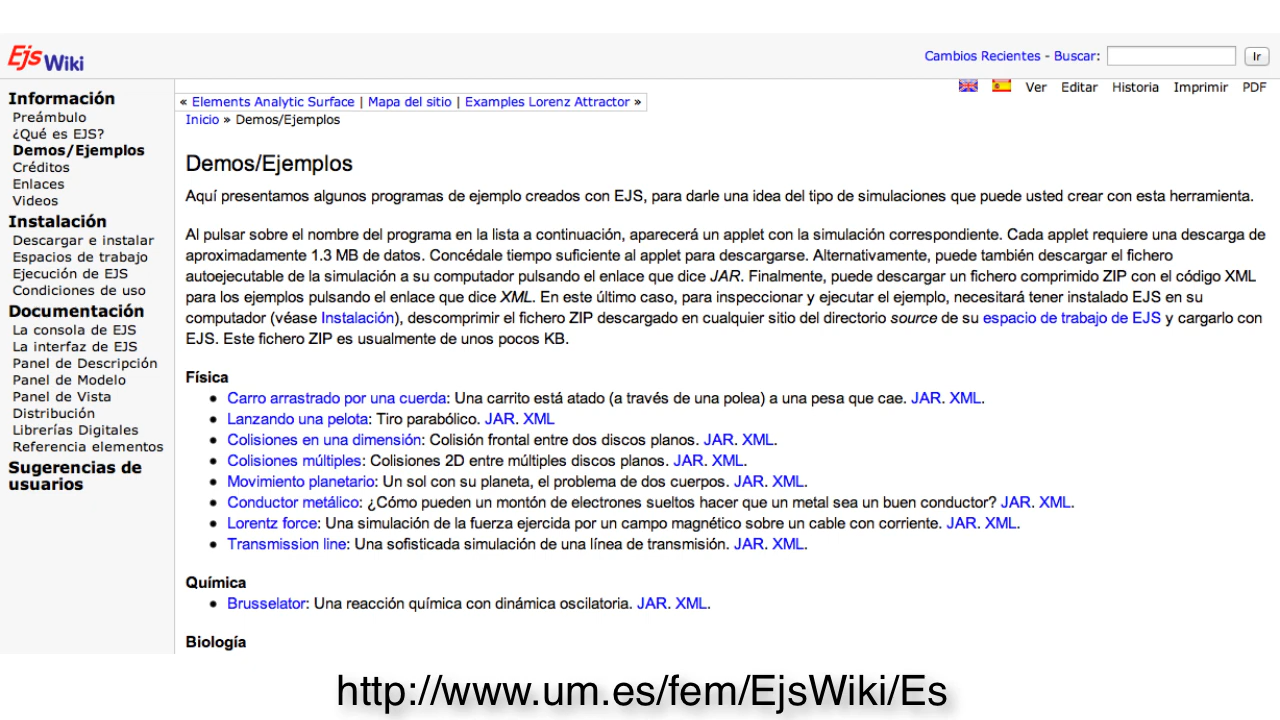 Ejs Wiki
Cambios Recientes - Buscar:
Ir
Ver Editar Historia Imprimir PDF
Información
Preámbulo
¿Qué es EJS?
Demos/Ejemplos
Créditos
Enlaces
Videos
Instalación
Descargar e instalar
Espacios de trabajo
Ejecución de EJS
Condiciones de uso
Documentación
La consola de EJS
La interfaz de EJS
Panel de Descripción
Panel de Modelo
Panel de Vista
Distribución
Librerías Digitales
Referencia elementos
Sugerencias de
usuarios
« Elements Analytic Surface | Mapa del sitio | Examples Lorenz Attractor »
Inicio » Demos/Ejemplos
Demos/Ejemplos
Aquí presentamos algunos programas de ejemplo creados con EJS, para darle una idea del tipo de simulaciones que puede usted crear con esta herramienta.
Al pulsar sobre el nombre del programa en la lista a continuación, aparecerá un applet con la simulación correspondiente. Cada applet requiere una descarga de
aproximadamente 1.3 MB de datos. Concédale tiempo suficiente al applet para descargarse. Alternativamente, puede también descargar el fichero
autoejecutable de la simulación a su computador pulsando el enlace que dice JAR. Finalmente, puede descargar un fichero comprimido ZIP con el código XML
para los ejemplos pulsando el enlace que dice XML. En este último caso, para inspeccionar y ejecutar el ejemplo, necesitará tener instalado EJS en su
computador (véase Instalación), descomprimir el fichero ZIP descargado en cualquier sitio del directorio source de su espacio de trabajo de EJS y cargarlo con
EJS. Este fichero ZIP es usualmente de unos pocos KB.
Física
• Carro arrastrado por una cuerda: Una carrito está atado (a través de una polea) a una pesa que cae. JAR. XML.
• Lanzando una pelota: Tiro parabólico. JAR. XML
• Colisiones en una dimensión: Colisión frontal entre dos discos planos. JAR. XML.
• Colisiones múltiples: Colisiones 2D entre múltiples discos planos. JAR. XML.
• Movimiento planetario: Un sol con su planeta, el problema de dos cuerpos. JAR. XML.
• Conductor metálico: ¿Cómo pueden un montón de electrones sueltos hacer que un metal sea un buen conductor? JAR. XML.
• Lorentz force: Una simulación de la fuerza ejercida por un campo magnético sobre un cable con corriente. JAR. XML.
• Transmission line: Una sofisticada simulación de una línea de transmisión. JAR. XML.
Química
• Brusselator: Una reacción química con dinámica oscilatoria. JAR. XML.
Biología
http://www.um.es/fem/EjsWiki/Es